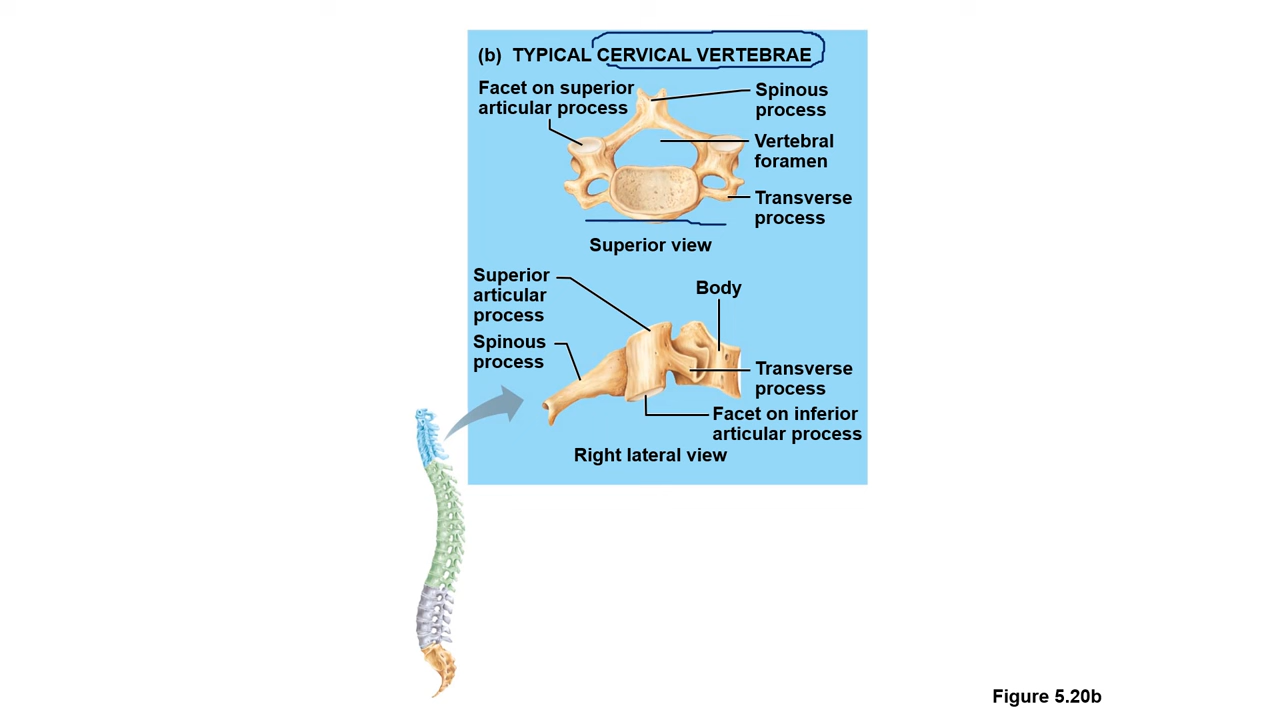 (b) TYPICAL CERVICAL VERTEBRAE
Facet on superior
articular process
Spinous
process
Vertebral
foramen
Transverse
process
Superior view
Superior
articular
process
Body
Spinous
process
Transverse
process
Facet on inferior
articular process
Right lateral view
Figure 5.20b